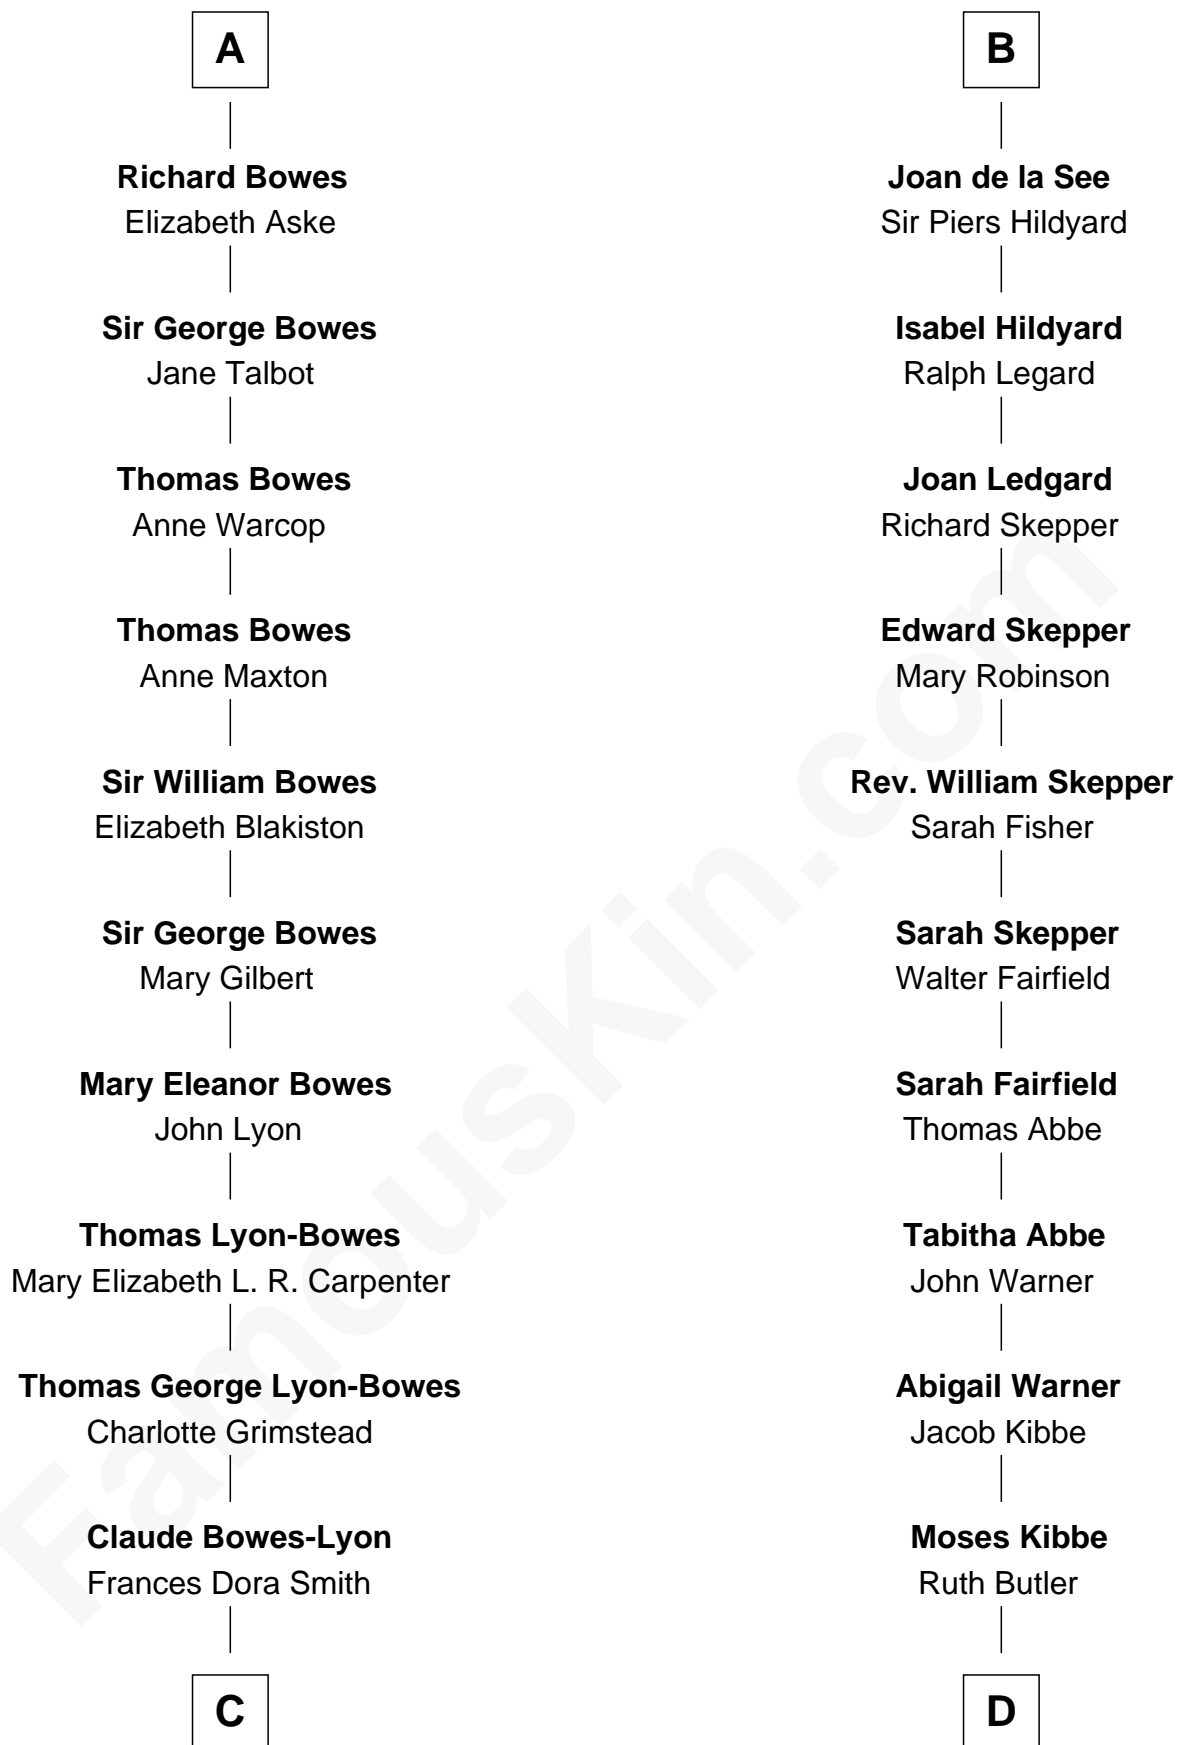 A
Richard Bowes
Elizabeth Aske
Sir George Bowes
Jane Talbot
Thomas Bowes
Anne Warcop
Thomas Bowes
Anne Maxton
Sir William Bowes
Elizabeth Blakiston
Sir George Bowes
Mary Gilbert
Mary Eleanor Bowes
John Lyon
Thomas Lyon-Bowes
Mary Elizabeth L. R. Carpenter
Thomas George Lyon-Bowes
Charlotte Grimstead
Claude Bowes-Lyon
Frances Dora Smith
C
B
Joan de la See
Sir Piers Hildyard
Isabel Hildyard
Ralph Legard
Joan Ledgard
Richard Skepper
Edward Skepper
Mary Robinson
Rev. William Skepper
Sarah Fisher
Sarah Skepper
Walter Fairfield
Sarah Fairfield
Thomas Abbe
Tabitha Abbe
John Warner
Abigail Warner
Jacob Kibbe
Moses Kibbe
Ruth Butler
D
FamousKin.com